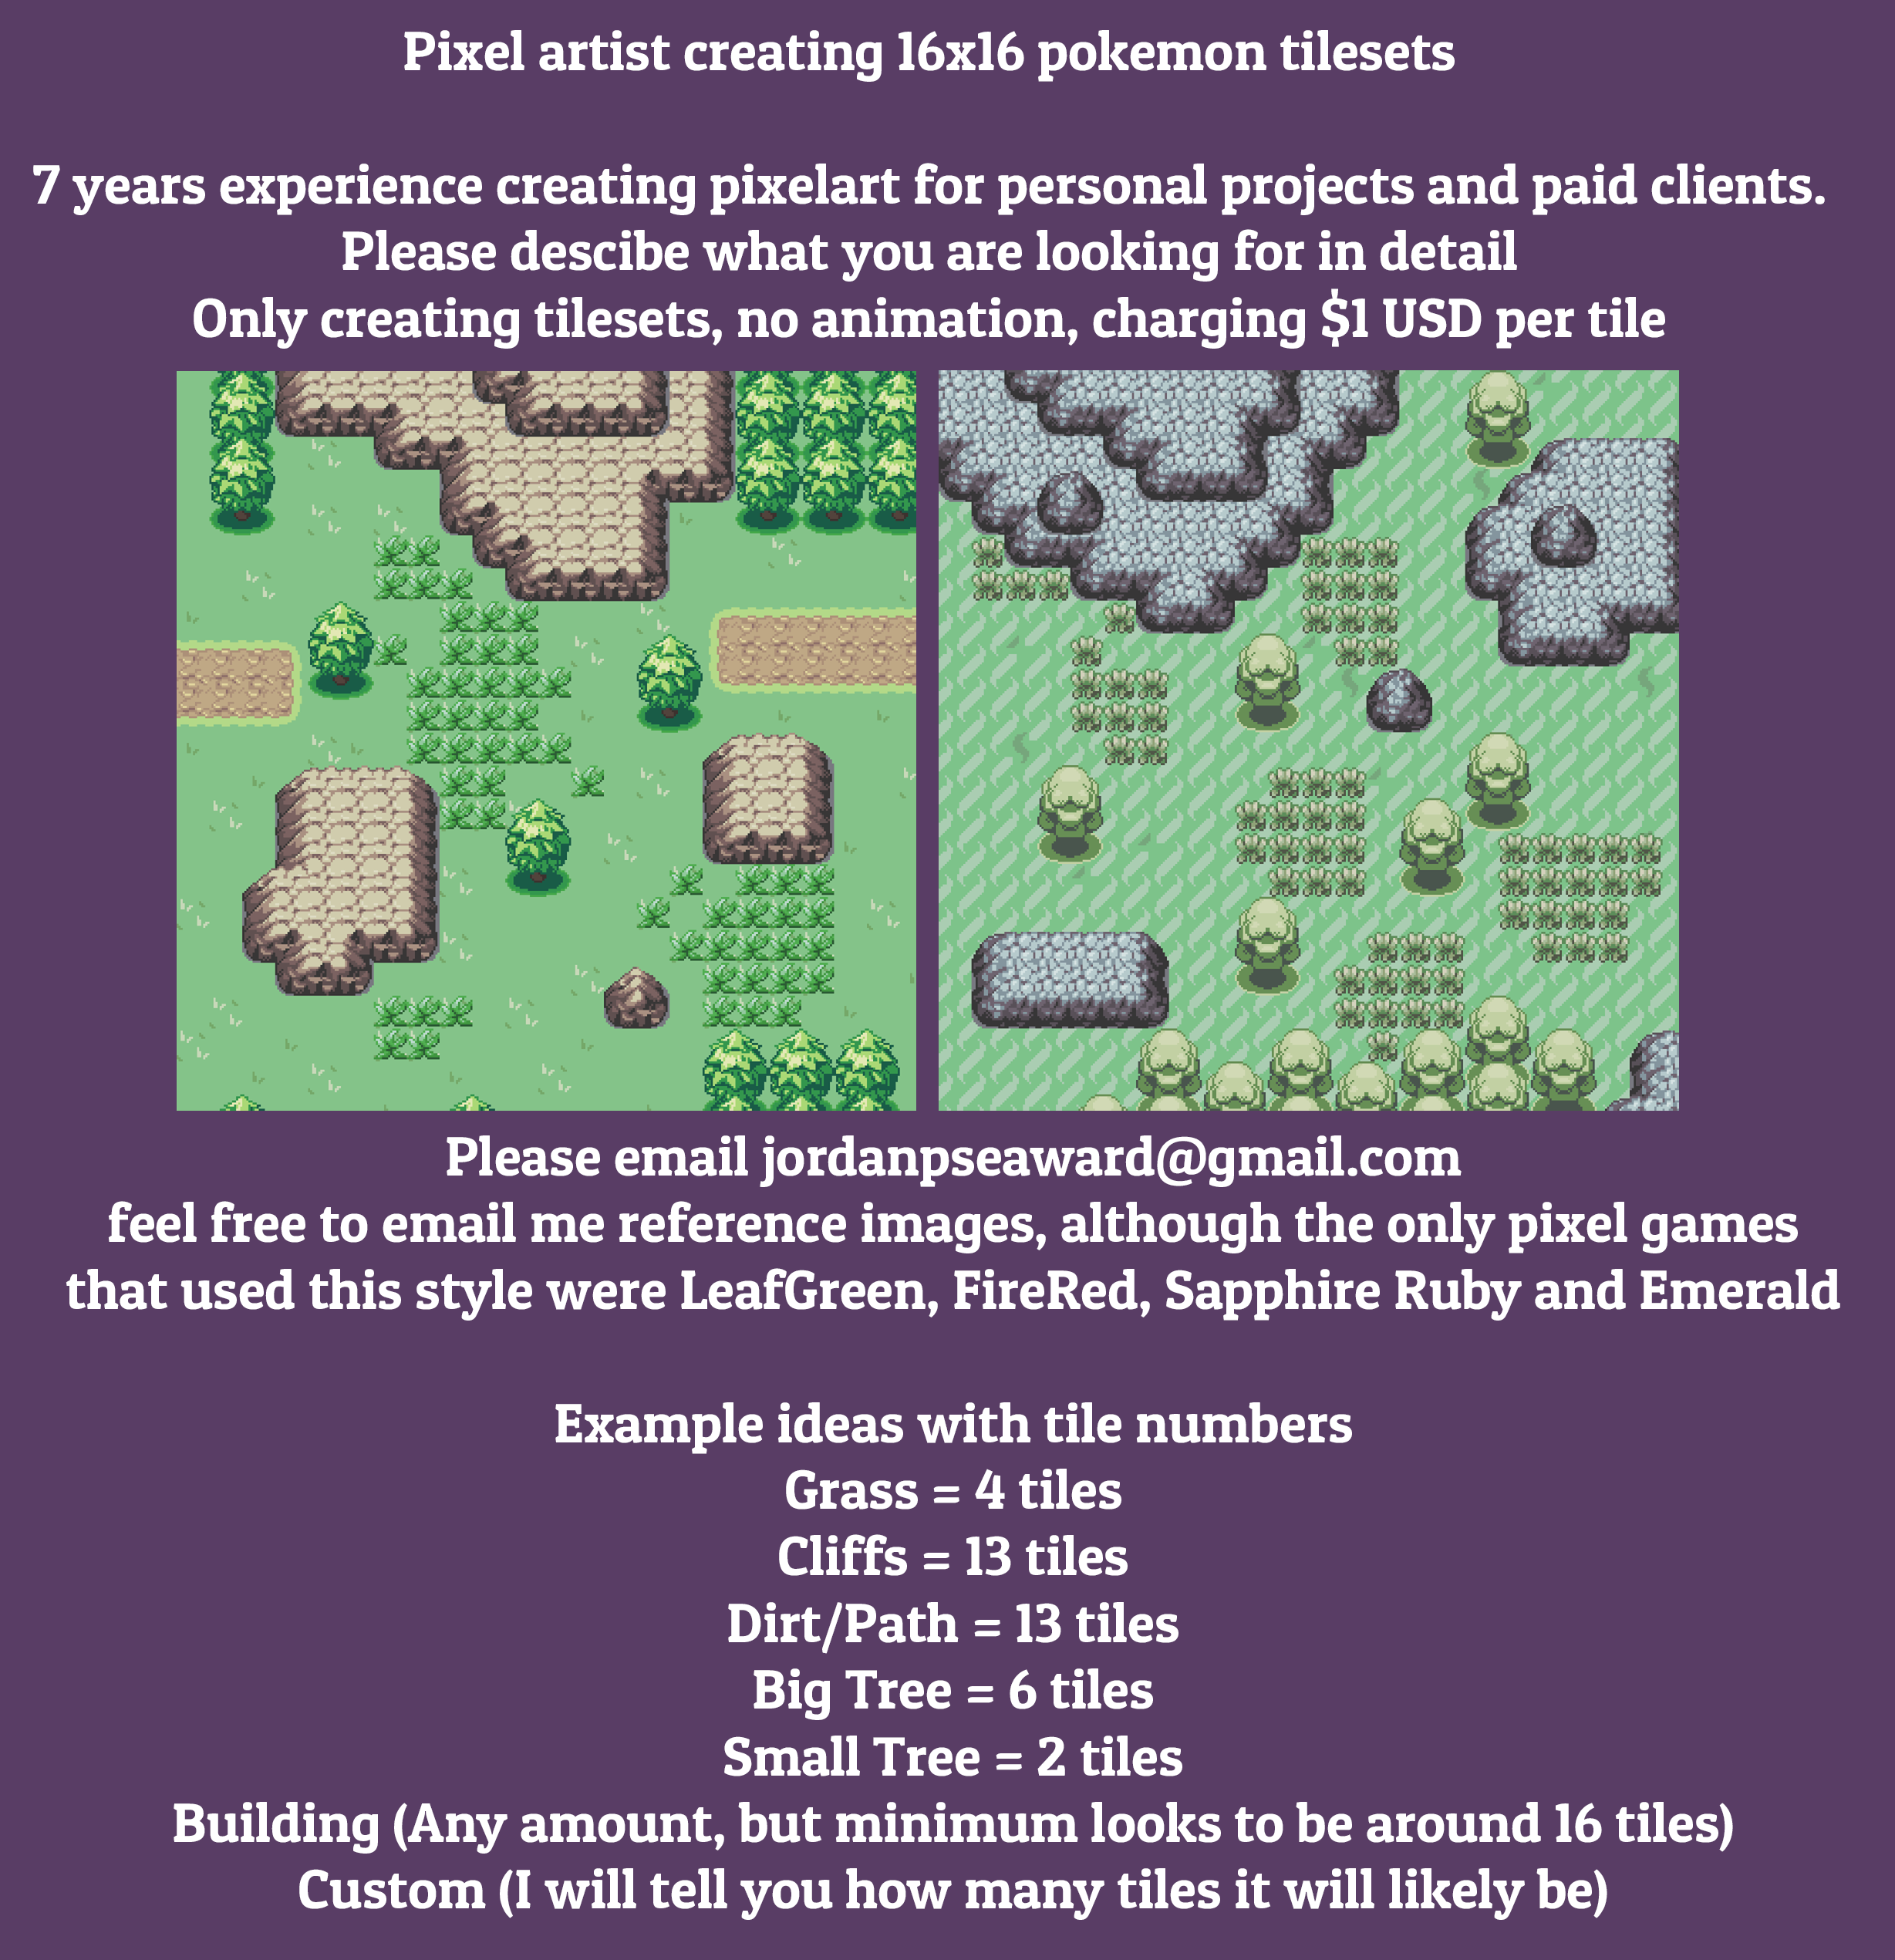 Pixel artist creating 16x16 pokemon tilesets
7 years experience creating pixelart for personal projects and paid clients.
Please descibe what you are looking for in detail
Only creating tilesets, no animation, charging $1 USD per tile
Please email jordanpseaward@gmail.com
feel free to email me reference images, although the only pixel games
that used this style were LeafGreen, FireRed, Sapphire Ruby and Emerald
Example ideas with tile numbers
Grass = 4 tiles
Cliffs = 13 tiles
Dirt/Path = 13 tiles
Big Tree = 6 tiles
Small Tree = 2 tiles
Building (Any amount, but minimum looks to be around 16 tiles)
Custom (I will tell you how many tiles it will likely be)